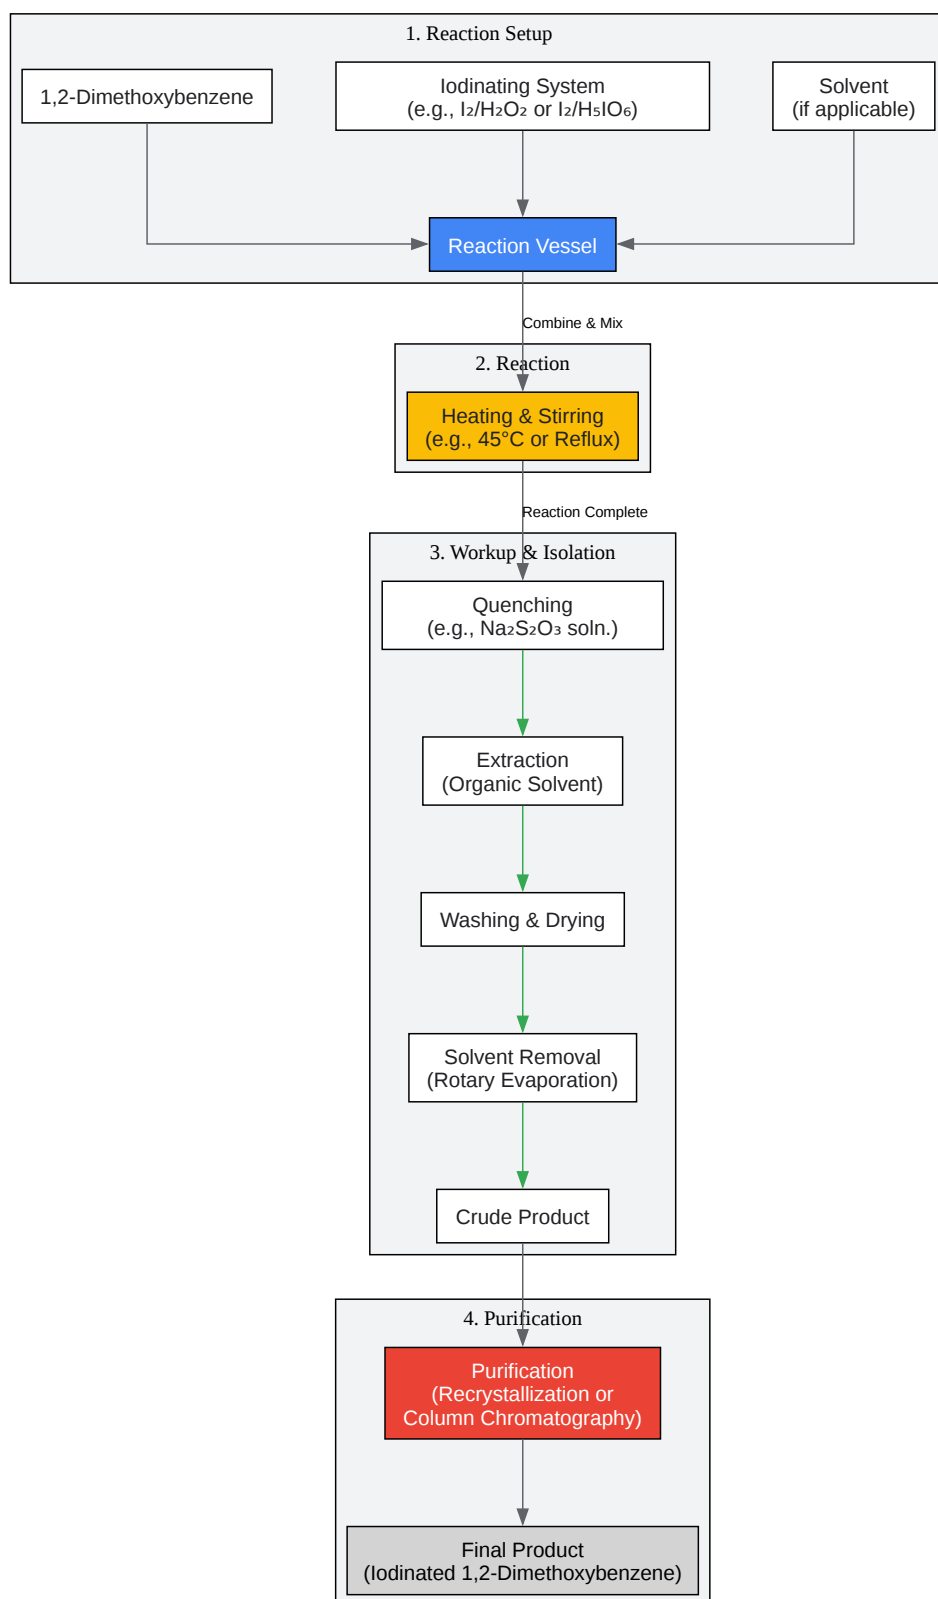 1. Reaction Setup
1,2-Dimethoxybenzene
Iodinating System
(e.g., I₂/H₂O₂ or I₂/H₅IO₆)
Solvent
(if applicable)
Reaction Vessel
Combine & Mix
2. Reaction
Heating & Stirring
(e.g., 45°C or Reflux)
Reaction Complete
3. Workup & Isolation
Quenching
(e.g., Na₂S₂O₃ soln.)
Extraction
(Organic Solvent)
Washing & Drying
Solvent Removal
(Rotary Evaporation)
Crude Product
4. Purification
Purification
(Recrystallization or
Column Chromatography)
Final Product
(Iodinated 1,2-Dimethoxybenzene)